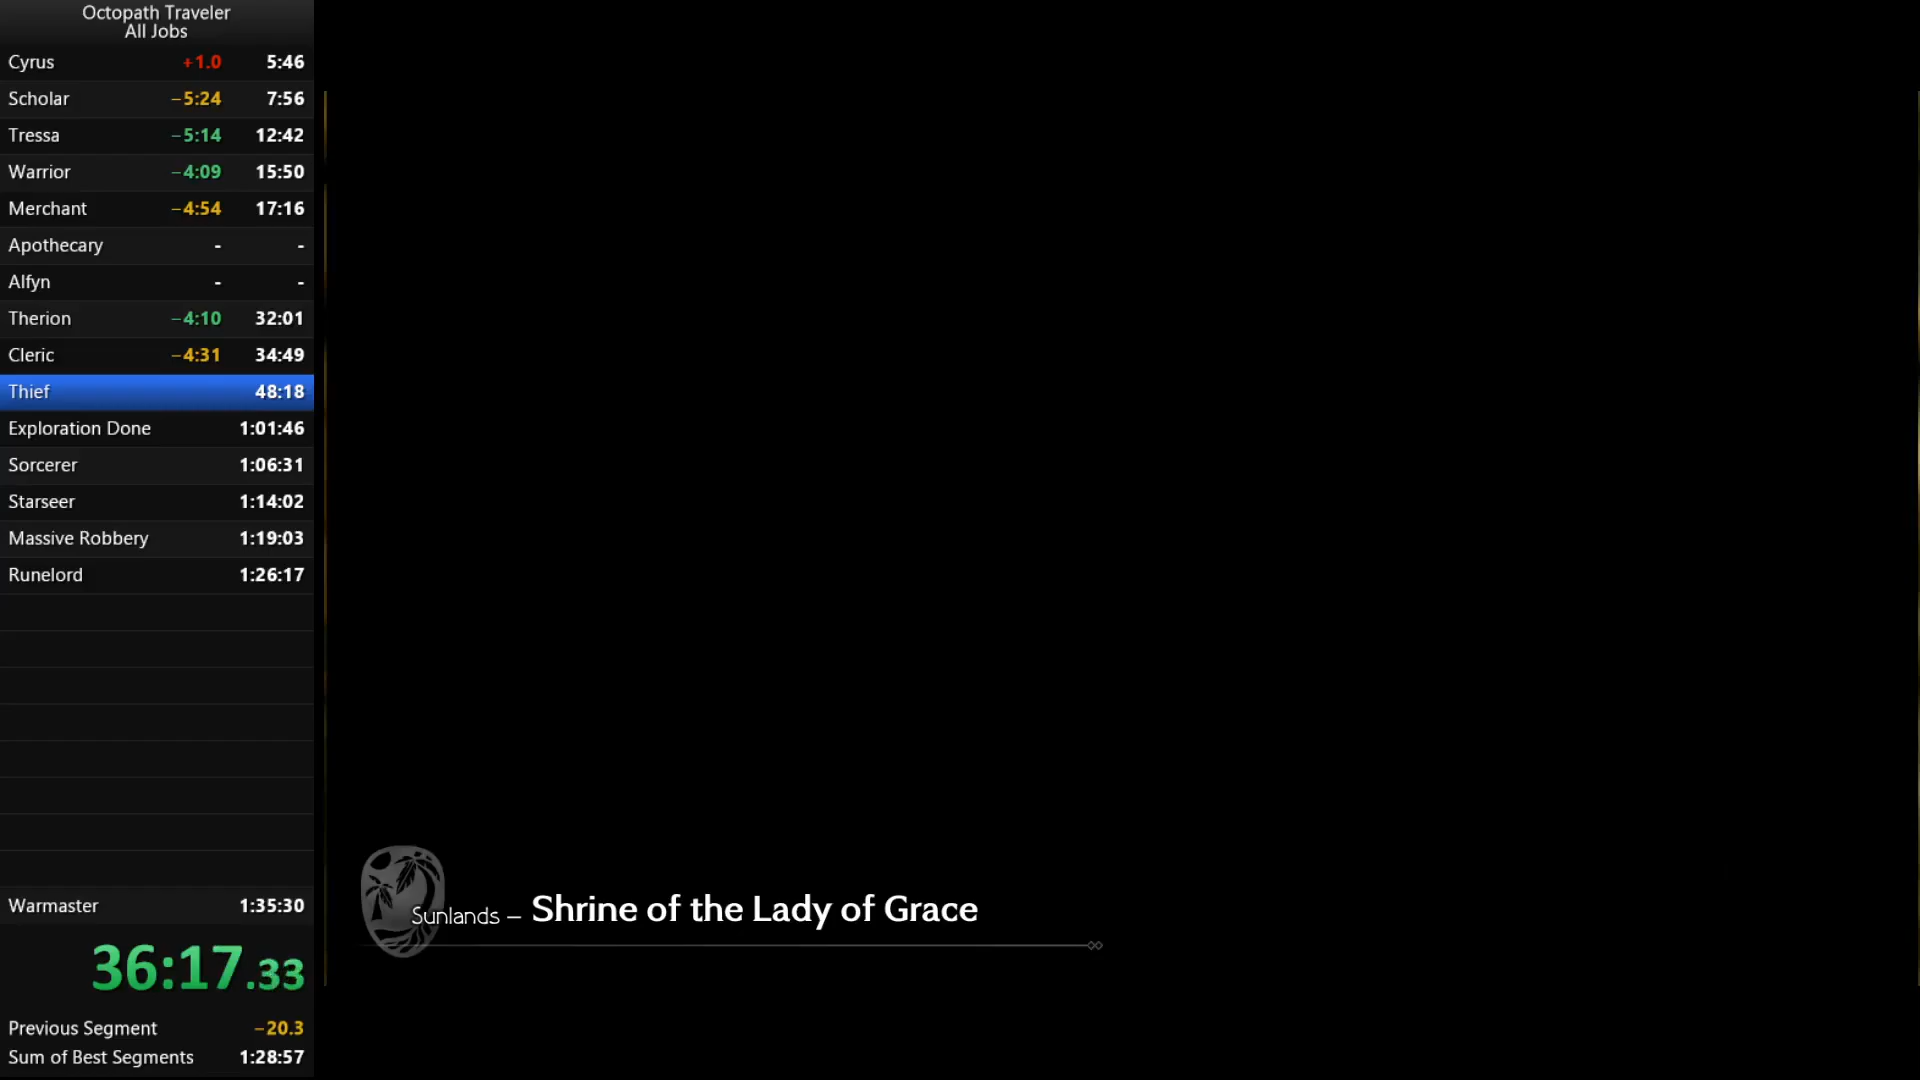 Octopath Traveler
All Jobs
Cyrus +1.0 5:46
Scholar −5:24 7:56
Tressa −5:14 12:42
Warrior −4:09 15:50
Merchant −4:54 17:16
Apothecary - -
Alfyn - -
Therion −4:10 32:01
Cleric −4:31 34:49
Thief 48:18
Exploration Done 1:01:46
Sorcerer 1:06:31
Starseer 1:14:02
Massive Robbery 1:19:03
Runelord 1:26:17
Warmaster 1:35:30
36:17.33
Previous Segment −20.3
Sum of Best Segments 1:28:57
Sunlands – Shrine of the Lady of Grace